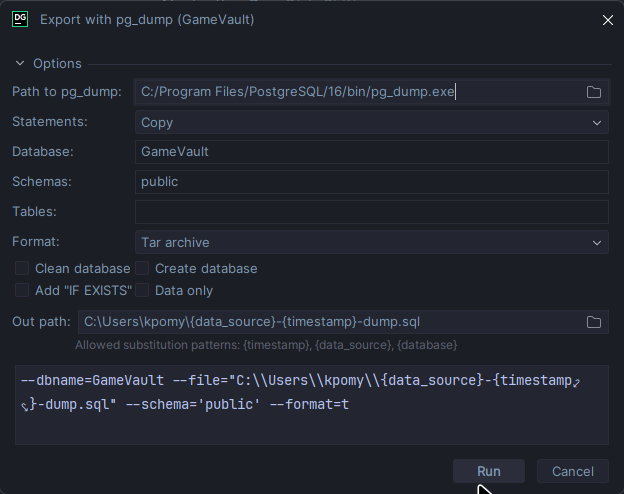 DG Export with pg_dump (GameVault)
Options
Path to pg_dump: C:/Program Files/PostgreSQL/16/bin/pg_dump.exe
Statements: Copy
Database: GameVault
Schemas: public
Tables:
Format: Tar archive
Clean database Create database
Add "IF EXISTS" Data only
Out path: C:\Users\kpomy\{data_source}-{timestamp}-dump.sql
Allowed substitution patterns: {timestamp}, {data_source}, {database}
--dbname=GameVault --file="C:\\Users\\kpomy\\{data_source}-{timestamp
}-dump.sql" --schema='public' --format=t
Run Cancel